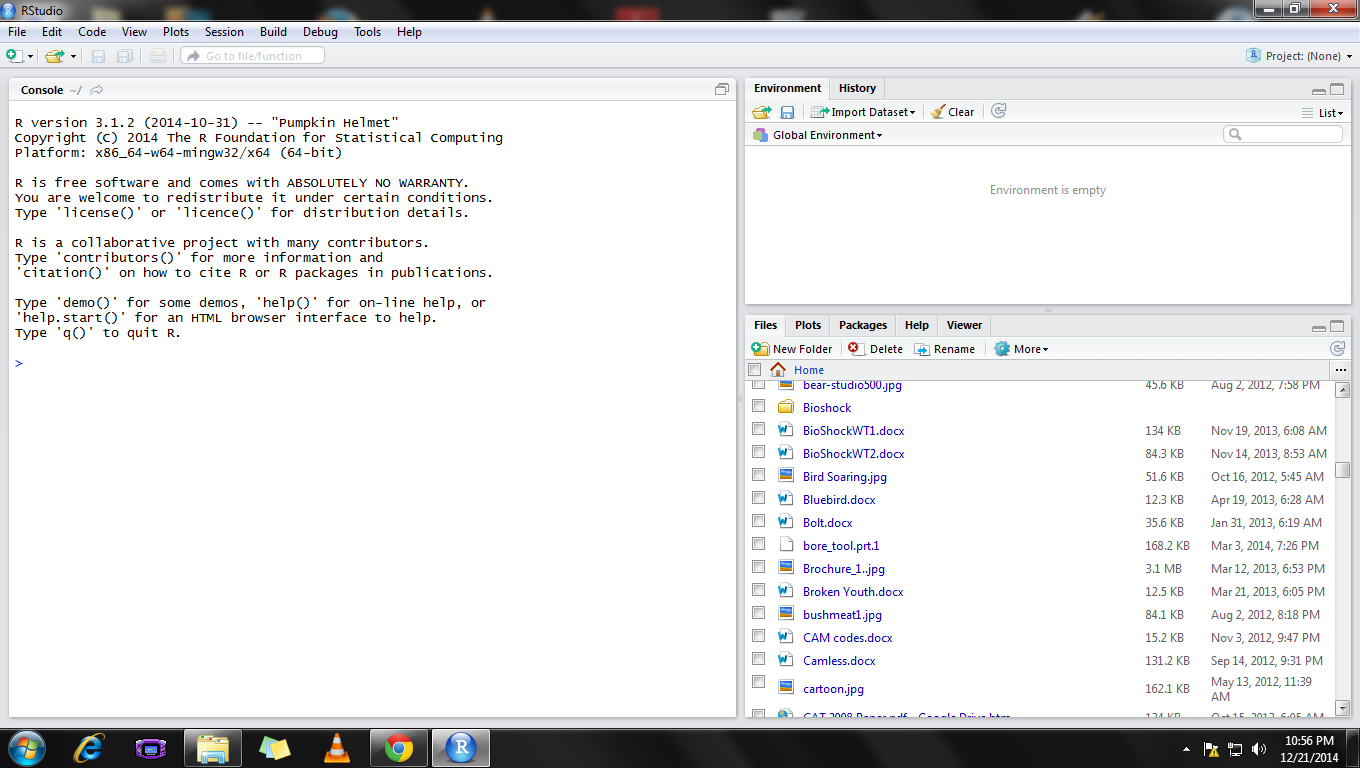 RStudio
File Edit Code View Plots Session Build Debug Tools Help
Go to file/function
Project: (None)
Console ~/
R version 3.1.2 (2014-10-31) -- "Pumpkin Helmet"
Copyright (C) 2014 The R Foundation for Statistical Computing
Platform: x86_64-w64-mingw32/x64 (64-bit)
R is free software and comes with ABSOLUTELY NO WARRANTY.
You are welcome to redistribute it under certain conditions.
Type 'license()' or 'licence()' for distribution details.
R is a collaborative project with many contributors.
Type 'contributors()' for more information and
'citation()' on how to cite R or R packages in publications.
Type 'demo()' for some demos, 'help()' for on-line help, or
'help.start()' for an HTML browser interface to help.
Type 'q()' to quit R.
>
Environment History
Import Dataset Clear List
Global Environment
Environment is empty
Files Plots Packages Help Viewer
New Folder Delete Rename More
Home ...
bear-studio500.jpg 45.6 KB Aug 2, 2012, 7:58 PM
Bioshock
BioShockWT1.docx 134 KB Nov 19, 2013, 6:08 AM
BioShockWT2.docx 84.3 KB Nov 14, 2013, 8:53 AM
Bird Soaring.jpg 51.6 KB Oct 16, 2012, 5:45 AM
Bluebird.docx 12.3 KB Apr 19, 2013, 6:28 AM
Bolt.docx 35.6 KB Jan 31, 2013, 6:19 AM
bore_tool.prt.1 168.2 KB Mar 3, 2014, 7:26 PM
Brochure_1..jpg 3.1 MB Mar 12, 2013, 6:53 PM
Broken Youth.docx 12.5 KB Mar 21, 2013, 6:05 PM
bushmeat1.jpg 84.1 KB Aug 2, 2012, 8:18 PM
CAM codes.docx 15.2 KB Nov 3, 2012, 9:47 PM
Camless.docx 131.2 KB Sep 14, 2012, 9:31 PM
cartoon.jpg 162.1 KB May 13, 2012, 11:39
AM
CAT 2008 Paper.pdf - Google Drive.htm 134 KB Oct 15, 2012, 6:05 AM
10:56 PM
12/21/2014